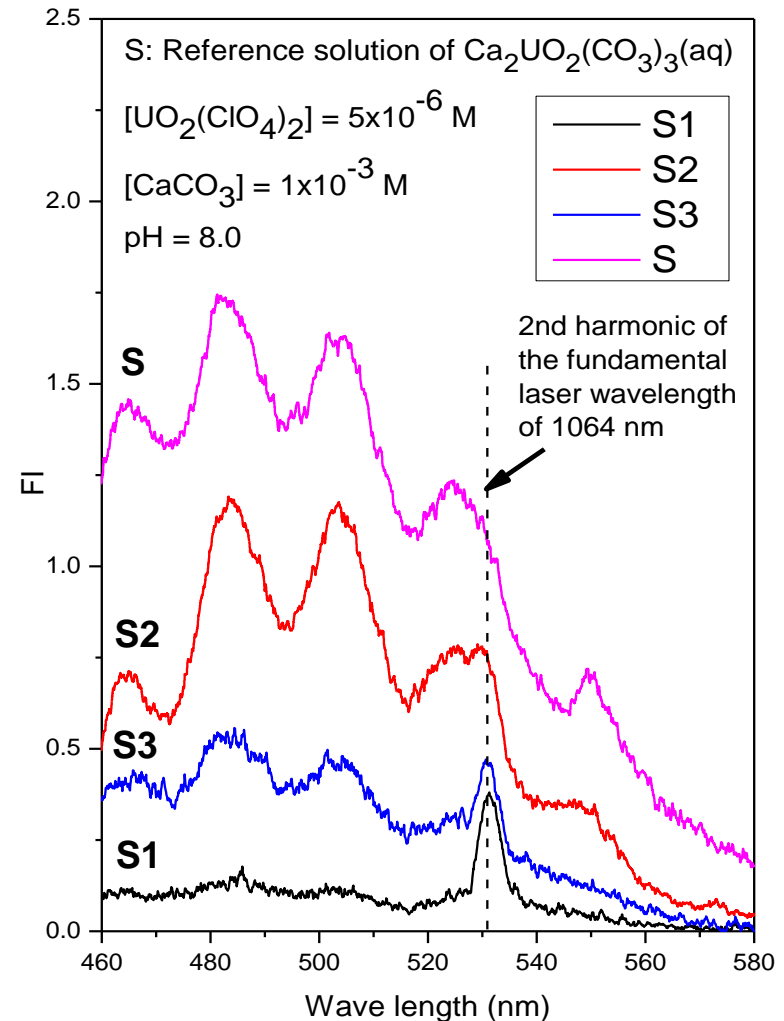 S: Reference solution of Ca2UO2(CO3)3(aq)
[UO2(ClO4)2] = 5x10-6 M
[CaCO3] = 1x10-3 M
pH = 8.0
S1
S2
S3
S
2nd harmonic of
the fundamental
laser wavelength
of 1064 nm
S
S2
S3
S1
FI
2.5
2.0
1.5
1.0
0.5
0.0
460
480
500
520
540
560
580
Wave length (nm)